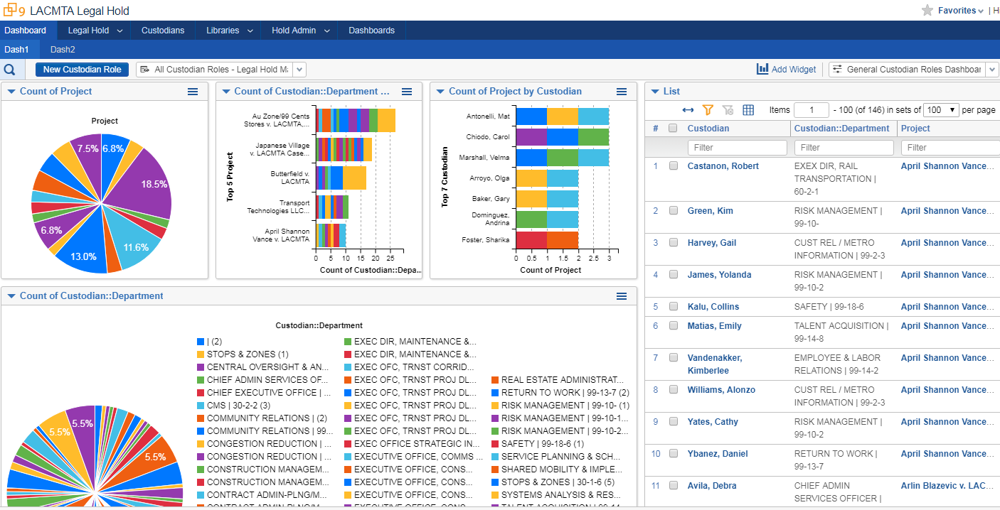 9 LACMTA Legal Hold
Favorites | Hi
Dashboard Legal Hold Custodians Libraries Hold Admin Dashboards
Dash1 Dash2
New Custodian Role All Custodian Roles - Legal Hold Ma Add Widget General Custodian Roles Dashboar
Count of Project
Project
7.5%
6.8%
18.5%
11.6%
13.0%
6.8%
Count of Custodian::Department ...
Top 5 Project
Au Zone/99 Cents
Stores v. LACMTA,...
Japanese Village
v. LACMTA Case...
Butterfield v.
LACMTA
Transport
Technologies LLC...
April Shannon
Vance v. LACMTA
0 5 10 15 20 25
Count of Custodian::Depa...
Count of Project by Custodian
Top 7 Custodian
Antonelli, Mat
Chiodo, Carol
Marshall, Velma
Arroyo, Olga
Baker, Gary
Dominguez,
Andrina
Foster, Sharika
0 0.5 1 1.5 2 2.5 3
Count of Project
Count of Custodian::Department
Custodian::Department
5.5%
5.5%
5.5%
| (2)
STOPS & ZONES (1)
CENTRAL OVERSIGHT & AN...
CHIEF ADMIN SERVICES OF...
CHIEF EXECUTIVE OFFICE | ...
CMS | 30-2-2 (3)
COMMUNITY RELATIONS | (2)
COMMUNITY RELATIONS | 99...
CONGESTION REDUCTION | ...
CONGESTION REDUCTION | ...
CONSTRUCTION MANAGEM...
CONSTRUCTION MANAGEM...
CONTRACT ADMIN-PLNG/M...
CONTRACT ADMIN-PLNG/M...
EXEC DIR, MAINTENANCE &...
EXEC DIR, MAINTENANCE &...
EXEC OFC, TRNST CORRID...
EXEC OFC, TRNST PROJ DL...
EXEC OFC, TRNST PROJ DL...
EXEC OFC, TRNST PROJ DL...
EXEC OFC, TRNST PROJ DL...
EXEC OFC, TRNST PROJ DL...
EXEC OFFICE STRATEGIC IN...
EXECUTIVE OFFICE, COMMS ...
EXECUTIVE OFFICE, CONS...
EXECUTIVE OFFICE, CONS...
EXECUTIVE OFFICE, CONS...
EXECUTIVE OFFICE, CONS...
REAL ESTATE ADMINISTRAT...
RETURN TO WORK | 99-13-7 (2)
RISK MANAGEMENT | 99-10- (1)
RISK MANAGEMENT | 99-10-1...
RISK MANAGEMENT | 99-10-2...
SAFETY | 99-18-6 (1)
SERVICE PLANNING & SCH...
SHARED MOBILITY & IMPLE...
STOPS & ZONES | 30-1-6 (5)
SYSTEMS ANALYSIS & RES...
TALENT ACQUISITION | 99-14...
List
Items 1 - 100 (of 146) in sets of 100 per page
# Custodian Custodian::Department Project
Filter Filter Filter
1 Castanon, Robert EXEX DIR, RAIL April Shannon Vance...
TRANSPORTATION |
60-2-1
2 Green, Kim RISK MANAGEMENT | April Shannon Vance...
99-10-
3 Harvey, Gail CUST REL / METRO April Shannon Vance...
INFORMATION | 99-2-3
4 James, Yolanda RISK MANAGEMENT | April Shannon Vance...
99-10-2
5 Kalu, Collins SAFETY | 99-18-6 April Shannon Vance...
6 Matias, Emily TALENT ACQUISITION | April Shannon Vance...
99-14-8
7 Vandenakker, EMPLOYEE & LABOR April Shannon Vance...
Kimberlee RELATIONS | 99-14-2
8 Williams, Alonzo CUST REL / METRO April Shannon Vance...
INFORMATION | 99-2-3
9 Yates, Cathy RISK MANAGEMENT | April Shannon Vance...
99-10-2
10 Ybanez, Daniel RETURN TO WORK | April Shannon Vance...
99-13-7
11 Avila, Debra CHIEF ADMIN Arlin Blazevic v. LAC...
SERVICES OFFICER |